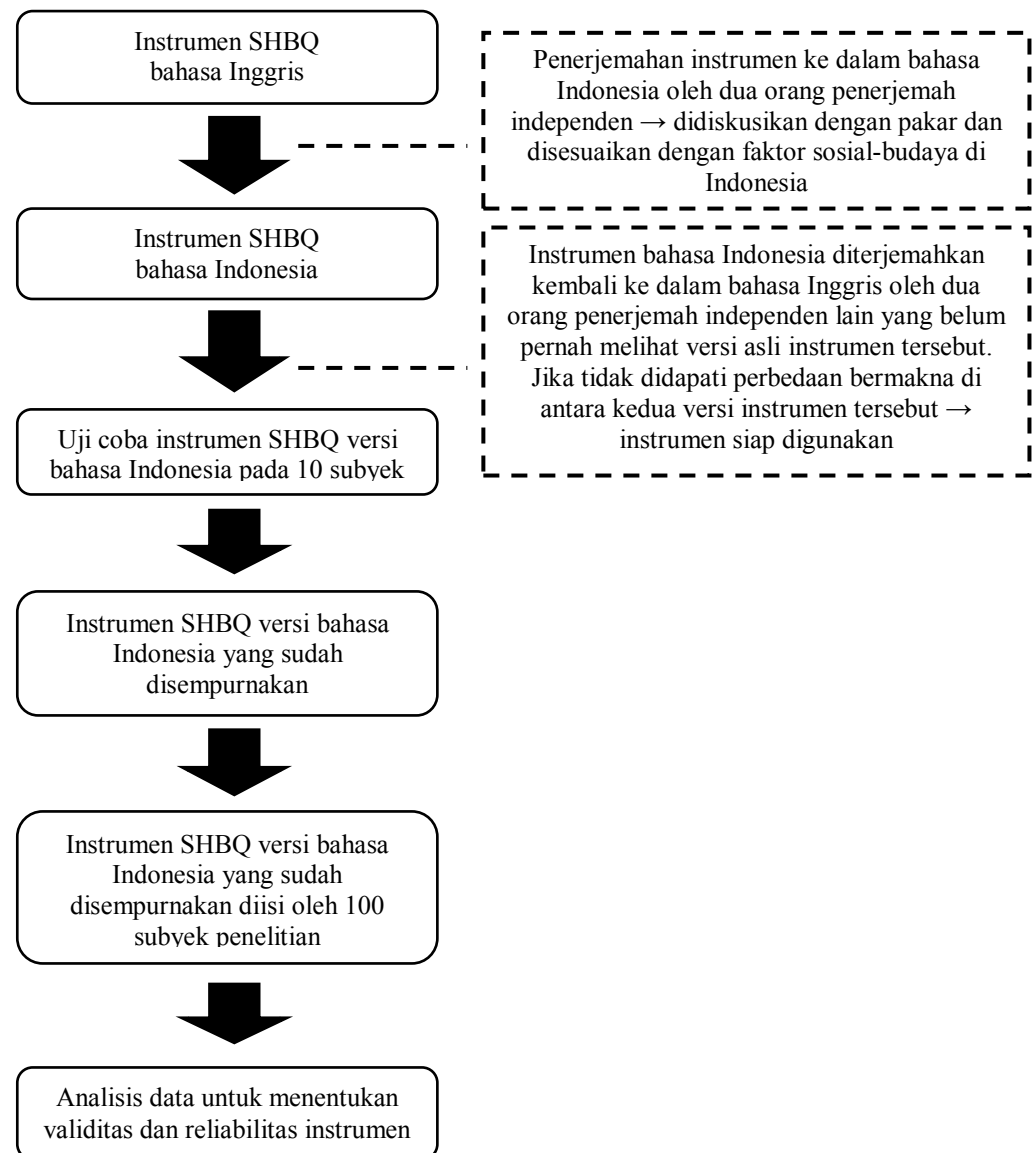 Instrumen SHBQ
bahasa Inggris
Penerjemahan instrumen ke dalam bahasa
Indonesia oleh dua orang penerjemah
independen → didiskusikan dengan pakar dan
disesuaikan dengan faktor sosial-budaya di
Indonesia
Instrumen SHBQ
bahasa Indonesia
Instrumen bahasa Indonesia diterjemahkan
kembali ke dalam bahasa Inggris oleh dua
orang penerjemah independen lain yang belum
pernah melihat versi asli instrumen tersebut.
Jika tidak didapati perbedaan bermakna di
antara kedua versi instrumen tersebut →
instrumen siap digunakan
Uji coba instrumen SHBQ versi
bahasa Indonesia pada 10 subyek
Instrumen SHBQ versi bahasa
Indonesia yang sudah
disempurnakan
Instrumen SHBQ versi bahasa
Indonesia yang sudah
disempurnakan diisi oleh 100
subyek penelitian
Analisis data untuk menentukan
validitas dan reliabilitas instrumen